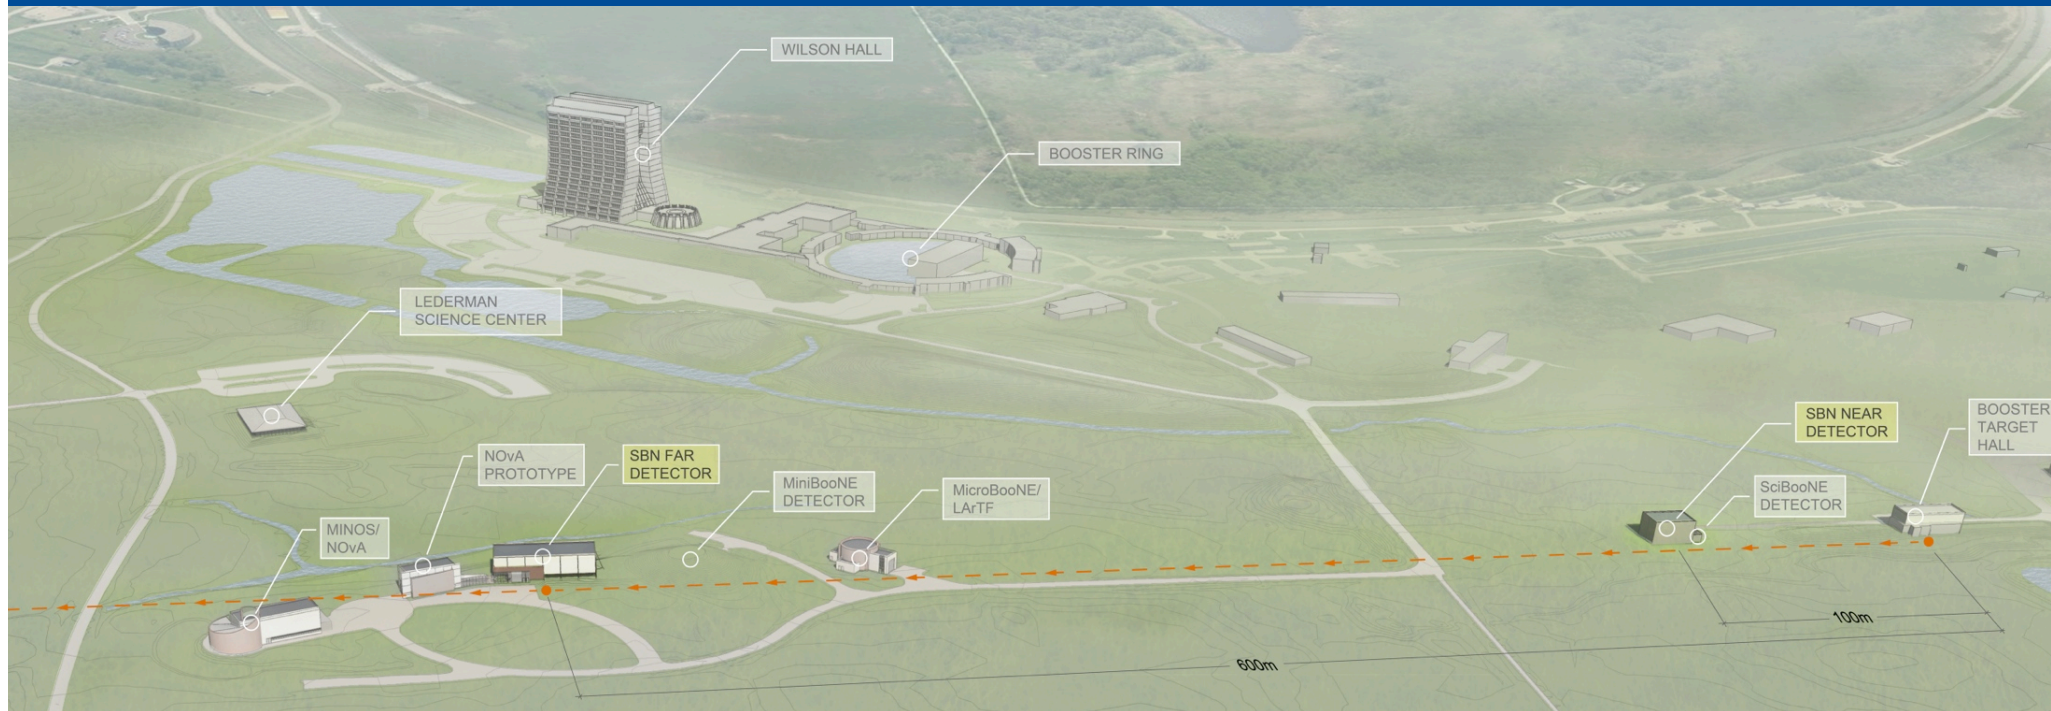 WILSON HALL
BOOSTER RING
LEDERMAN
SCIENCE CENTER
SBN NEAR
DETECTOR
BOOSTER
TARGET
HALL
NOvA
PROTOTYPE
SBN FAR
DETECTOR
MiniBooNE
DETECTOR
MicroBooNE/
LArTF
SciBooNE
DETECTOR
MINOS/
NOvA
100m
600m